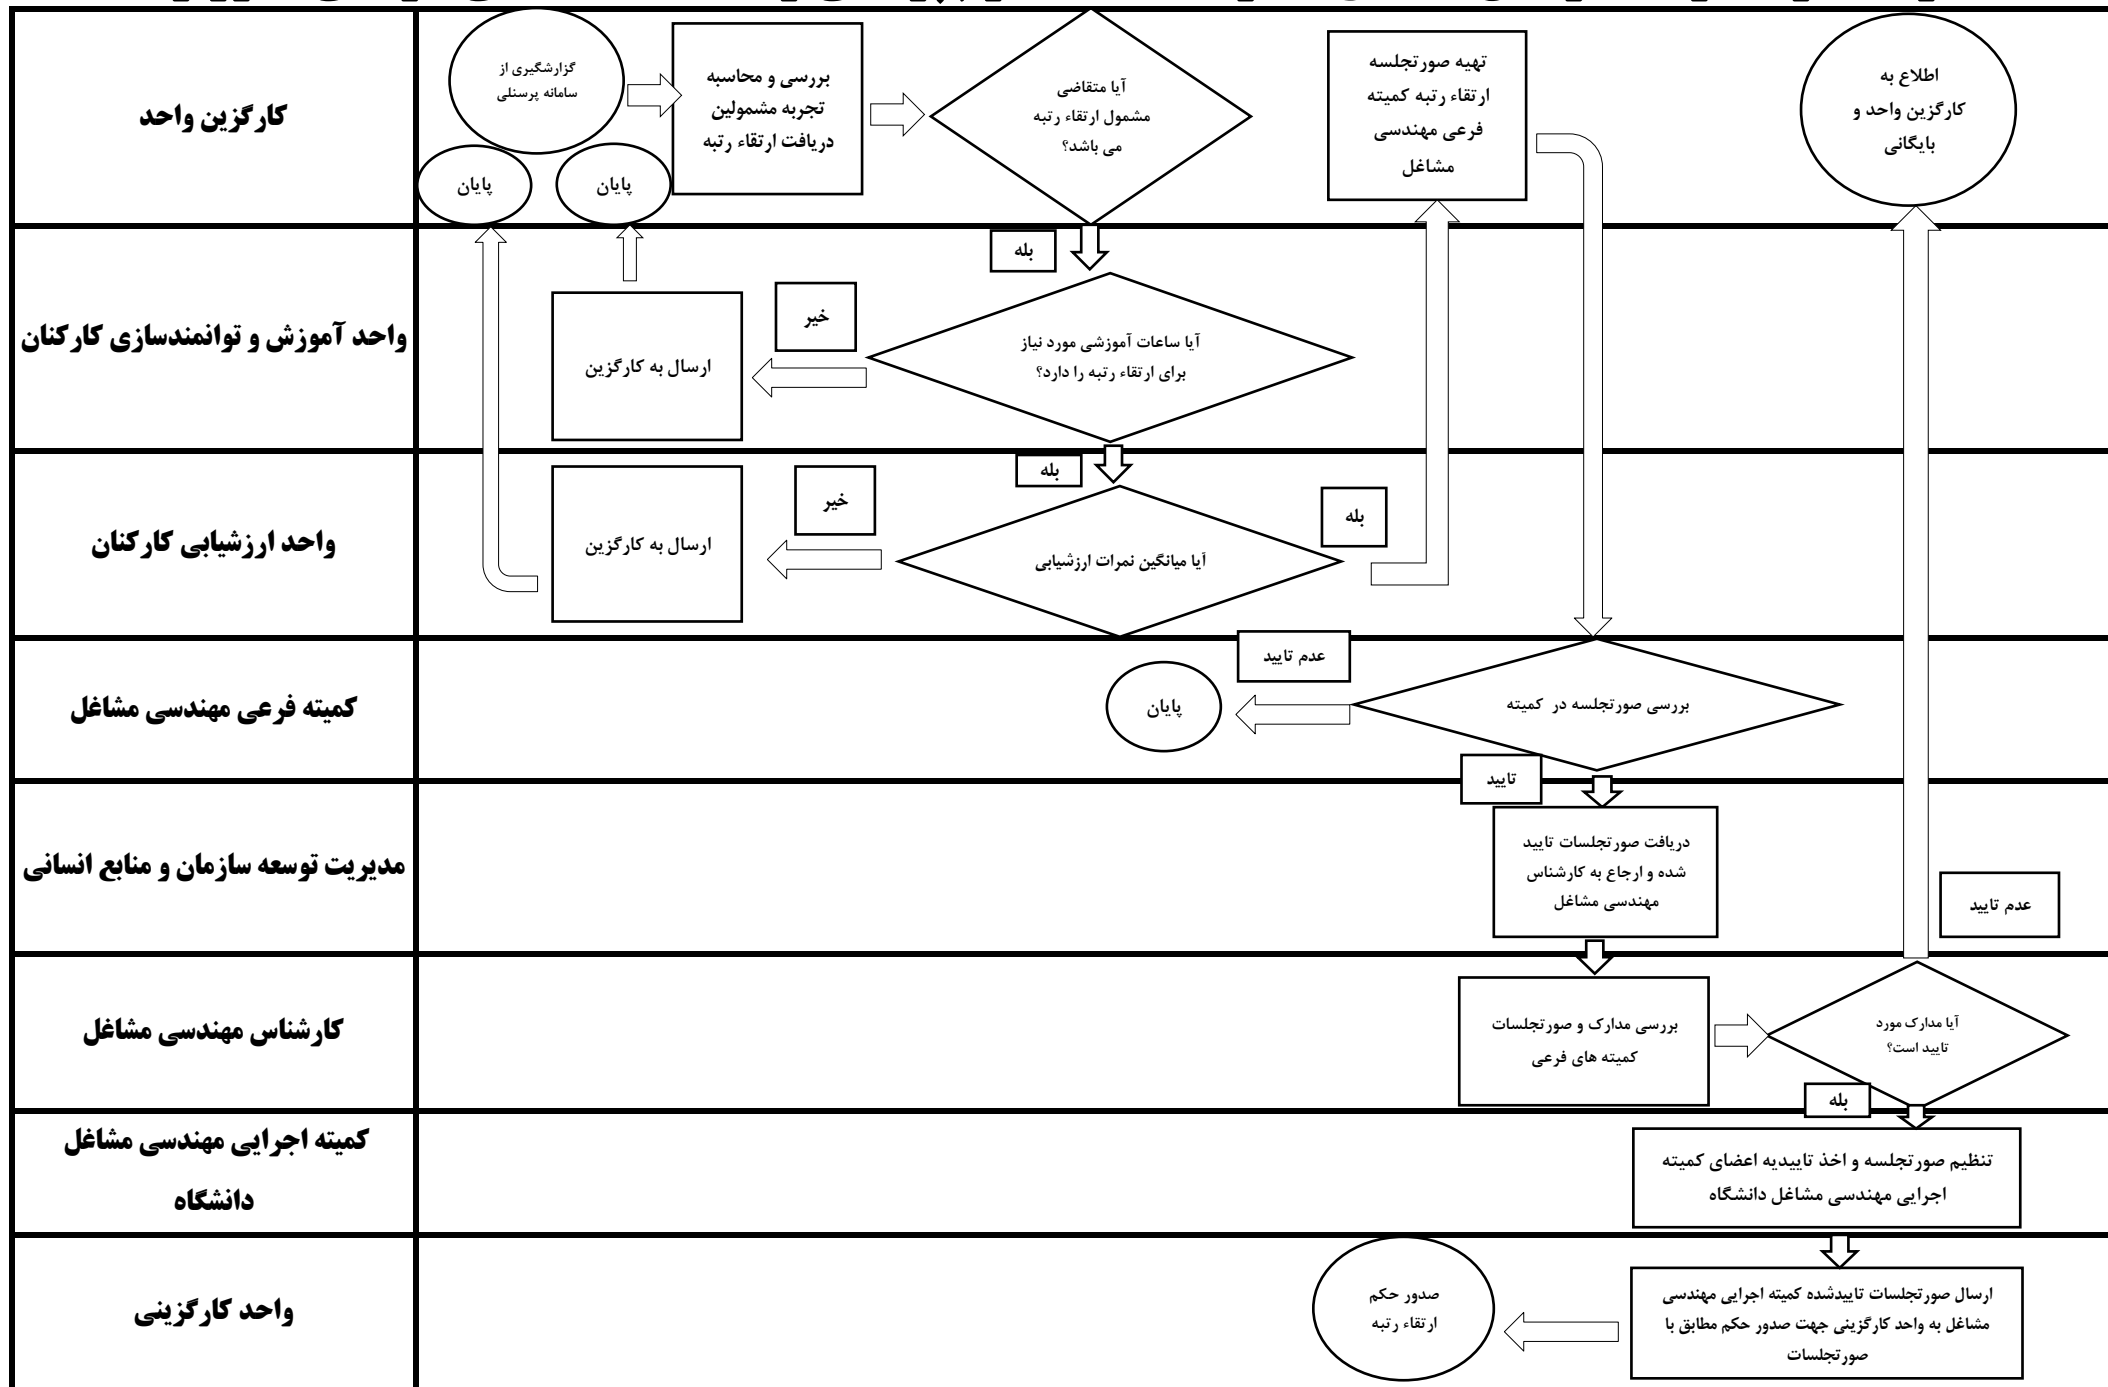 کارگزین واحد
گزارشگیری از
سامانه پرسنلی
بررسی و محاسبه
تجربه مشمولین
دریافت ارتقاء رتبه
آیا متقاضی
مشمول ارتقاء رتبه
می باشد؟
تهیه صورتجلسه
ارتقاء رتبه کمیته
فرعی مهندسی
مشاغل
اطلاع به
کارگزین واحد و
بایگانی
پایان
پایان
واحد آموزش و توانمندسازی کارکنان
بله
خیر
ارسال به کارگزین
آیا ساعات آموزشی مورد نیاز
برای ارتقاء رتبه را دارد؟
واحد ارزشیابی کارکنان
بله
خیر
ارسال به کارگزین
آیا میانگین نمرات ارزشیابی
بله
کمیته فرعی مهندسی مشاغل
عدم تایید
پایان
بررسی صورتجلسه در کمیته
تایید
مدیریت توسعه سازمان و منابع انسانی
دریافت صورتجلسات تایید
شده و ارجاع به کارشناس
مهندسی مشاغل
عدم تایید
کارشناس مهندسی مشاغل
بررسی مدارک و صورتجلسات
کمیته های فرعی
آیا مدارک مورد
تایید است؟
بله
کمیته اجرایی مهندسی مشاغل
دانشگاه
تنظیم صورتجلسه و اخذ تاییدیه اعضای کمیته
اجرایی مهندسی مشاغل دانشگاه
واحد کارگزینی
صدور حکم
ارتقاء رتبه
ارسال صورتجلسات تاییدشده کمیته اجرایی مهندسی
مشاغل به واحد کارگزینی جهت صدور حکم مطابق با
صورتجلسات